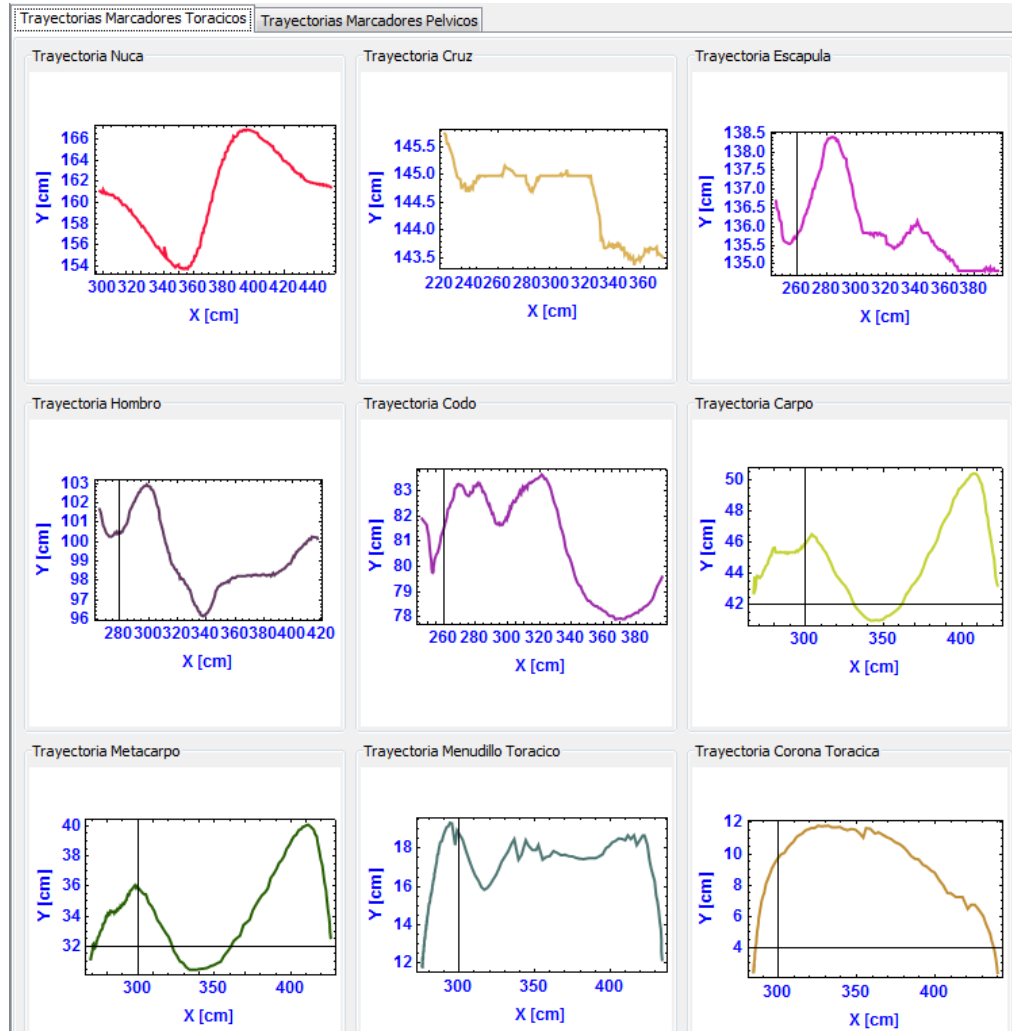 Trayectorias Marcadores Toracicos Trayectorias Marcadores Pelvicos
Trayectoria Nuca
166
164
162
160
158
156
154
Y [cm]
300 320 340 360 380 400 420 440
X [cm]
Trayectoria Cruz
145.5
145.0
144.5
144.0
143.5
Y [cm]
220 240 260 280 300 320 340 360
X [cm]
Trayectoria Escapula
138.5
138.0
137.5
137.0
136.5
136.0
135.5
135.0
Y [cm]
260 280 300 320 340 360 380
X [cm]
Trayectoria Hombro
103
102
101
100
99
98
97
96
Y [cm]
280 300 320 340 360 380 400 420
X [cm]
Trayectoria Codo
83
82
81
80
79
78
Y [cm]
260 280 300 320 340 360 380
X [cm]
Trayectoria Carpo
50
48
46
44
42
Y [cm]
300 350 400
X [cm]
Trayectoria Metacarpo
40
38
36
34
32
Y [cm]
300 350 400
X [cm]
Trayectoria Menudillo Toracico
18
16
14
12
Y [cm]
300 350 400
X [cm]
Trayectoria Corona Toracica
12
10
8
6
4
Y [cm]
300 350 400
X [cm]